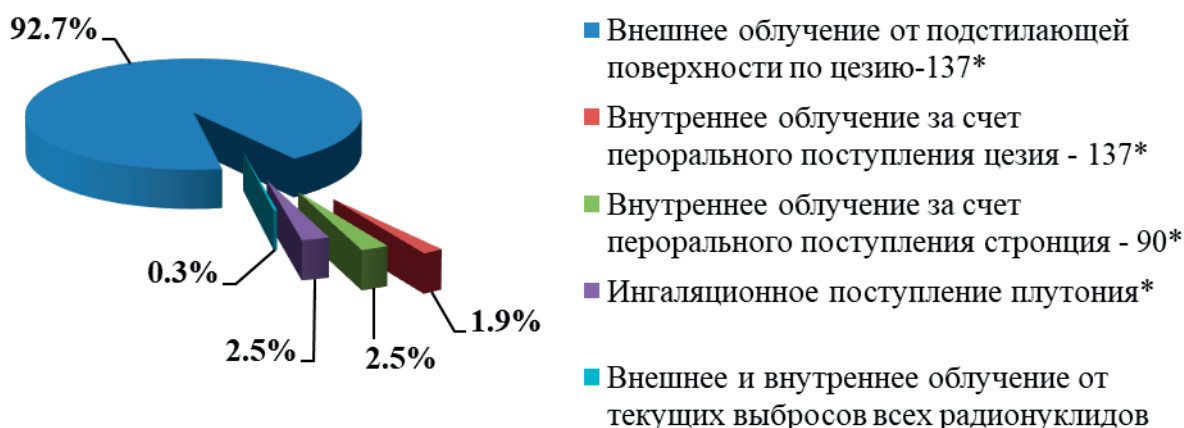 92.7%
0.3%
2.5%
2.5%
1.9%
Внешнее облучение от подстилающей
поверхности по цезию-137*
Внутреннее облучение за счет
перорального поступления цезия - 137*
Внутреннее облучение за счет
перорального поступления стронция - 90*
Ингаляционное поступление плутония*
Внешнее и внутреннее облучение от
текущих выбросов всех радионуклидов